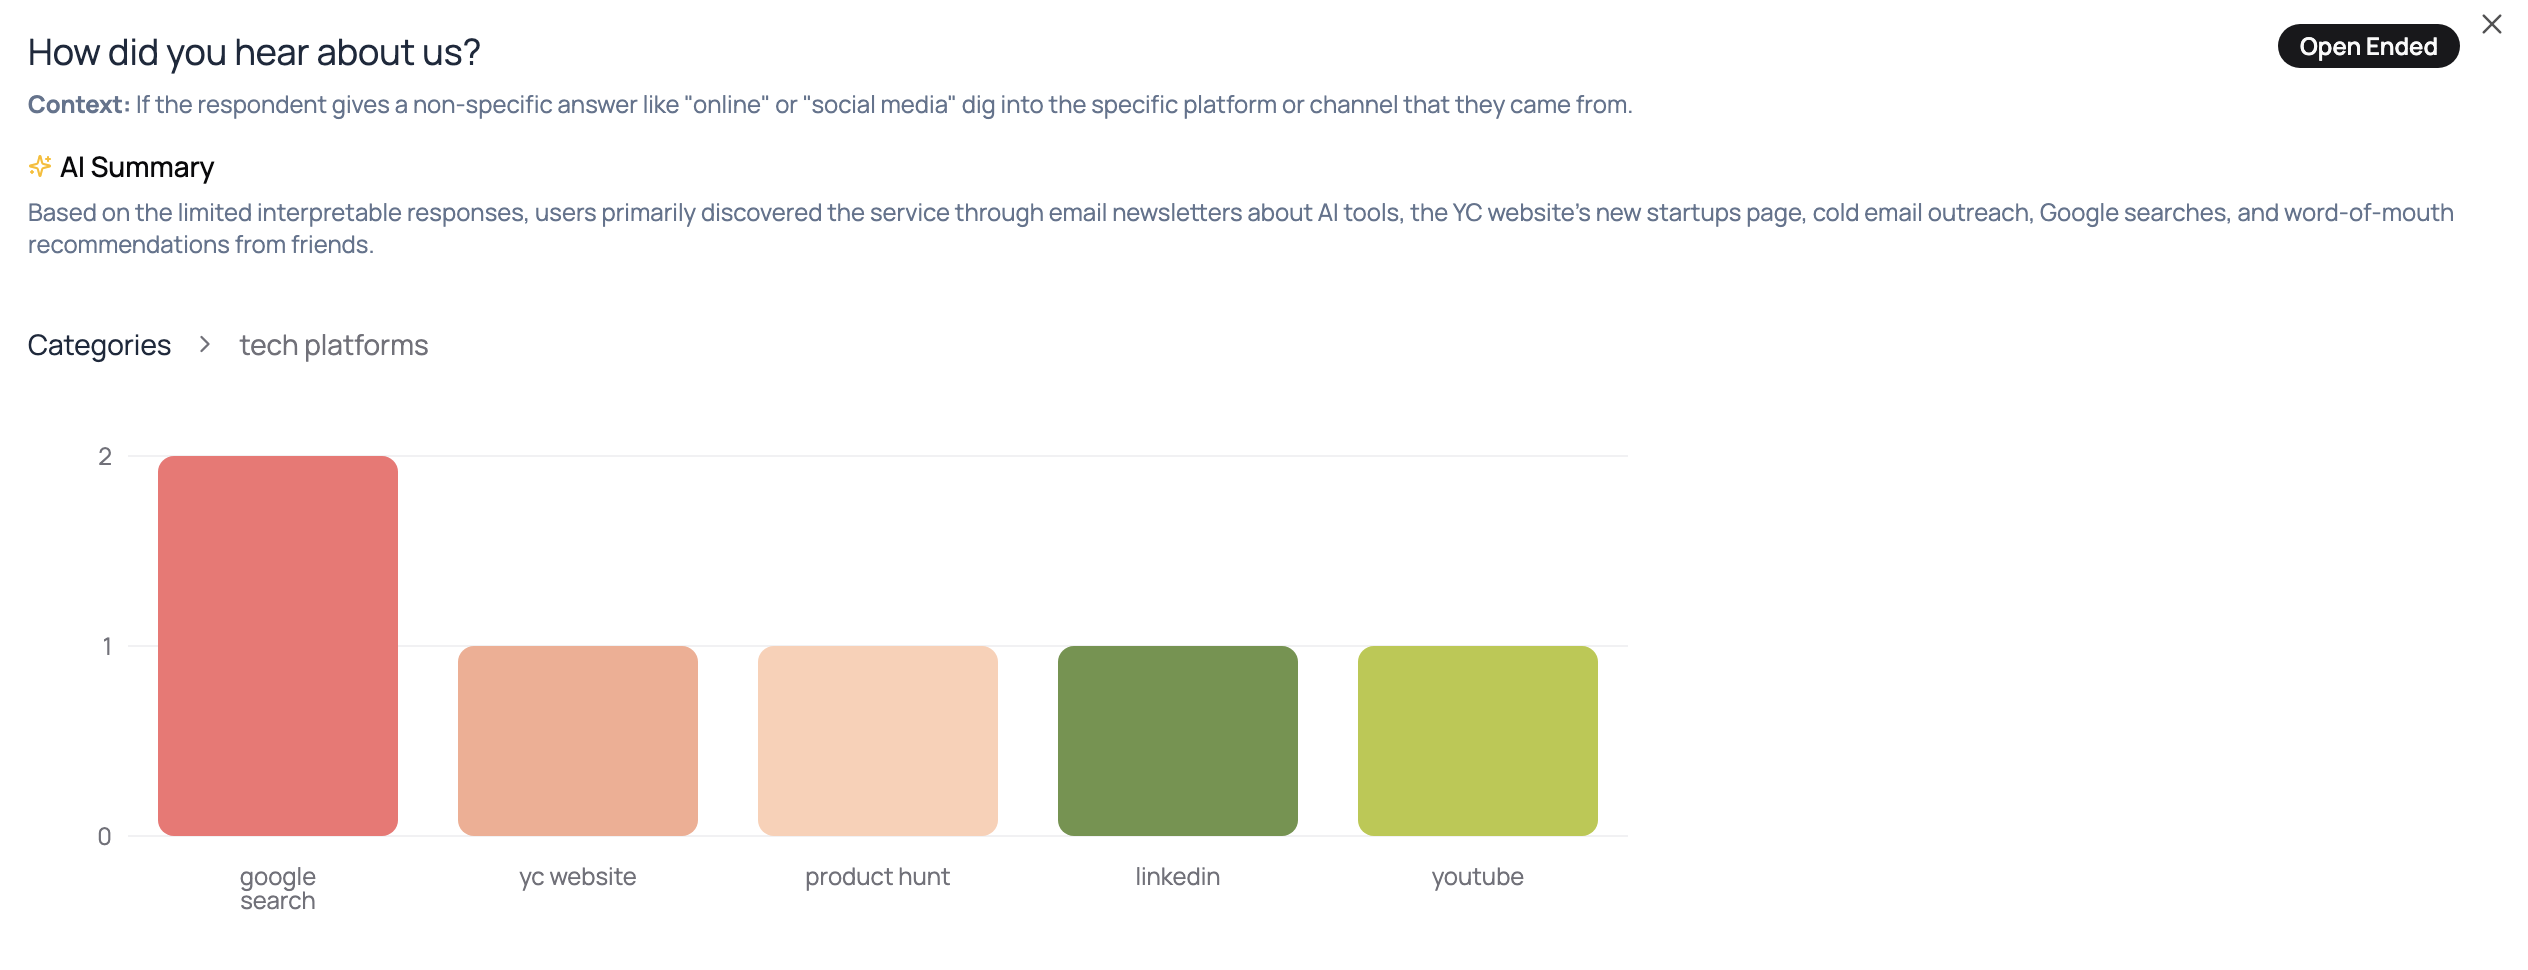 How did you hear about us?
Open Ended
Context: If the respondent gives a non-specific answer like "online" or "social media" dig into the specific platform or channel that they came from.
AI Summary
Based on the limited interpretable responses, users primarily discovered the service through email newsletters about AI tools, the YC website's new startups page, cold email outreach, Google searches, and word-of-mouth
recommendations from friends.
Categories > tech platforms
2
1
0
google
search
yc website
product hunt
linkedin
youtube